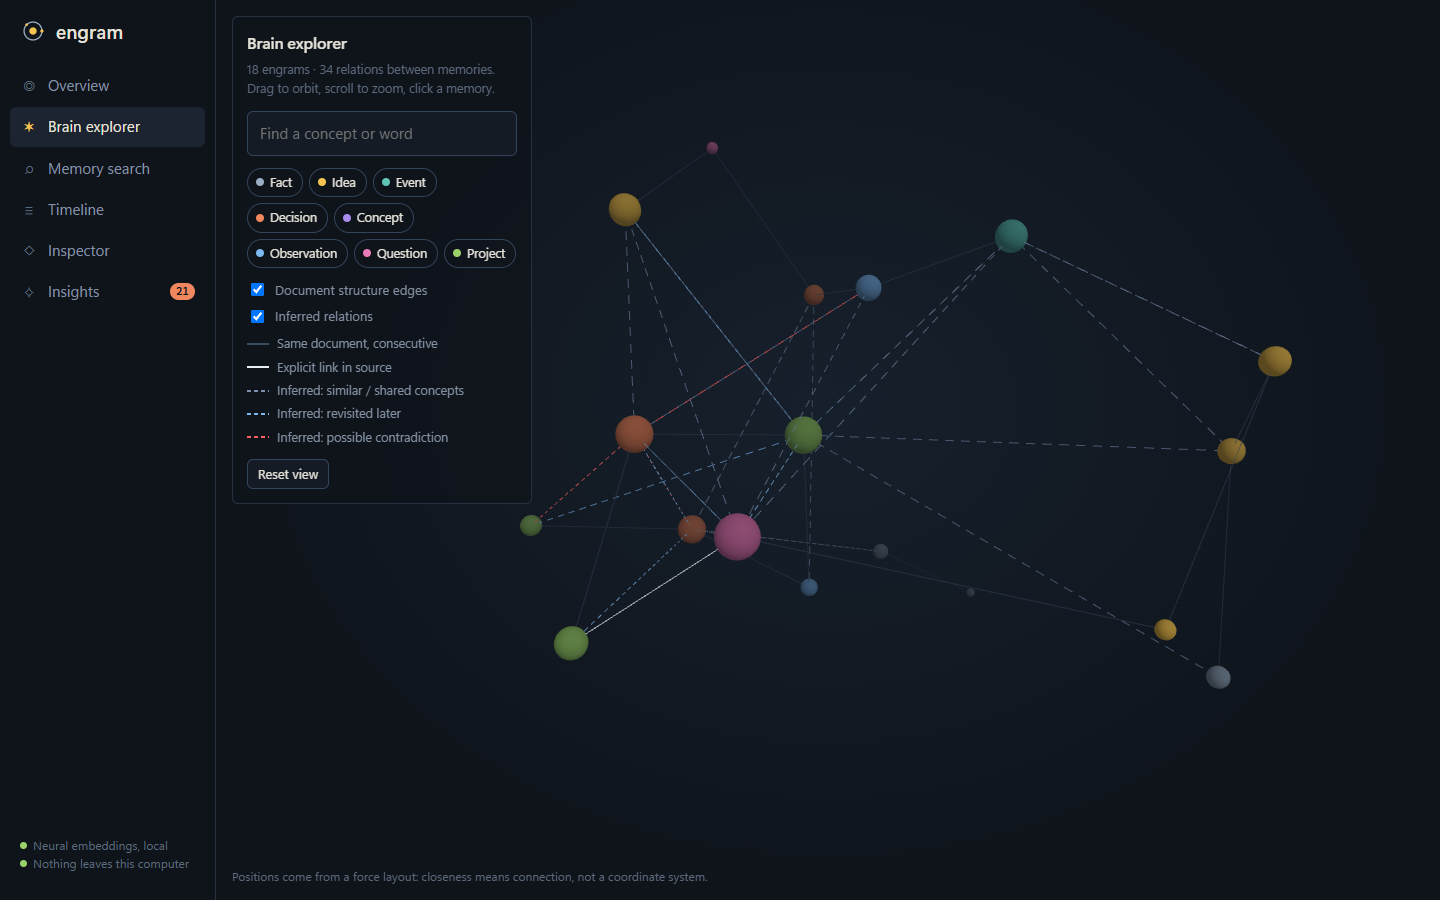 engram
Overview
Brain explorer
Memory search
Timeline
Inspector
Insights
21
Neural embeddings, local
Nothing leaves this computer
Brain explorer
18 engrams · 34 relations between memories.
Drag to orbit, scroll to zoom, click a memory.
Find a concept or word
Fact Idea Event
Decision Concept
Observation Question Project
Document structure edges
Inferred relations
Same document, consecutive
Explicit link in source
Inferred: similar / shared concepts
Inferred: revisited later
Inferred: possible contradiction
Reset view
Positions come from a force layout: closeness means connection, not a coordinate system.